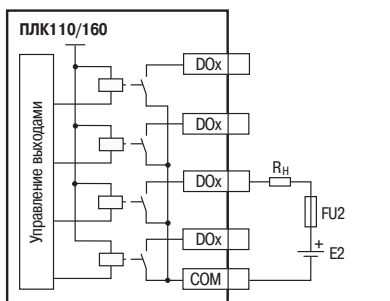 ПЛК110/160
DOx
DOx
DOx
DOx
COM
Управление выходами
RН
FU2
+
E2